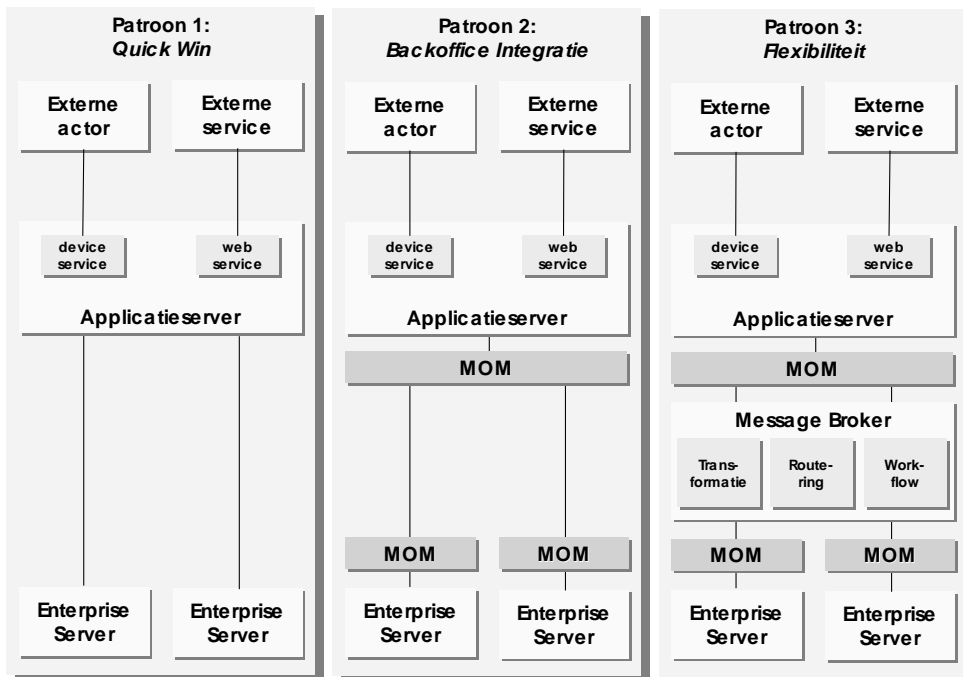 Patroon 1:
Quick Win
Externe
actor
Externe
service
device
service
web
service
Applicatieserver
Enterprise
Server
Enterprise
Server
Patroon 2:
Backoffice Integratie
Externe
actor
Externe
service
device
service
web
service
Applicatieserver
MOM
MOM
MOM
Enterprise
Server
Enterprise
Server
Patroon 3:
Flexibiliteit
Externe
actor
Externe
service
device
service
web
service
Applicatieserver
MOM
Message Broker
Trans-
formatie
Route-
ring
Work-
flow
MOM
MOM
Enterprise
Server
Enterprise
Server